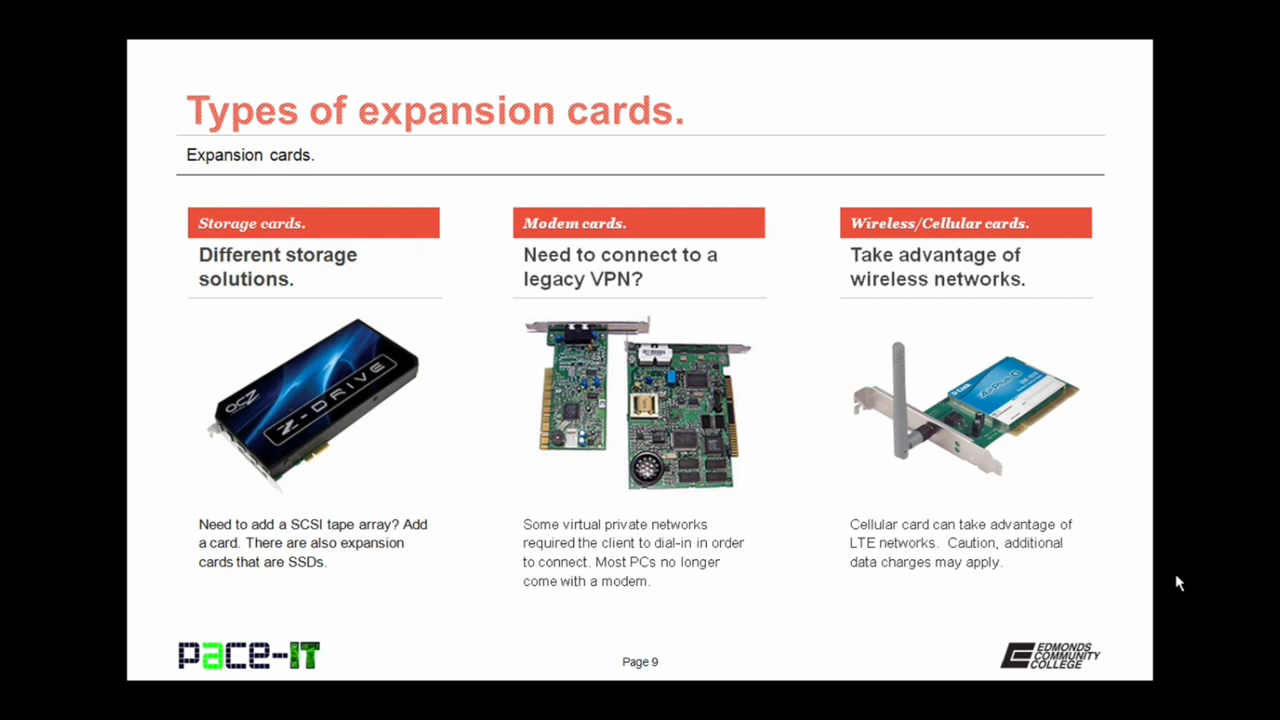 Types of expansion cards.
Expansion cards.
Storage cards.
Different storage
solutions.
OCZ
Z-DRIVE
Need to add a SCSI tape array? Add
a card. There are also expansion
cards that are SSDs.
Modem cards.
Need to connect to a
legacy VPN?
Some virtual private networks
required the client to dial-in in order
to connect. Most PCs no longer
come with a modem.
Wireless/Cellular cards.
Take advantage of
wireless networks.
D-Link
Cellular card can take advantage of
LTE networks. Caution, additional
data charges may apply.
pace-IT
Page 9
EDMONDS
COMMUNITY
COLLEGE